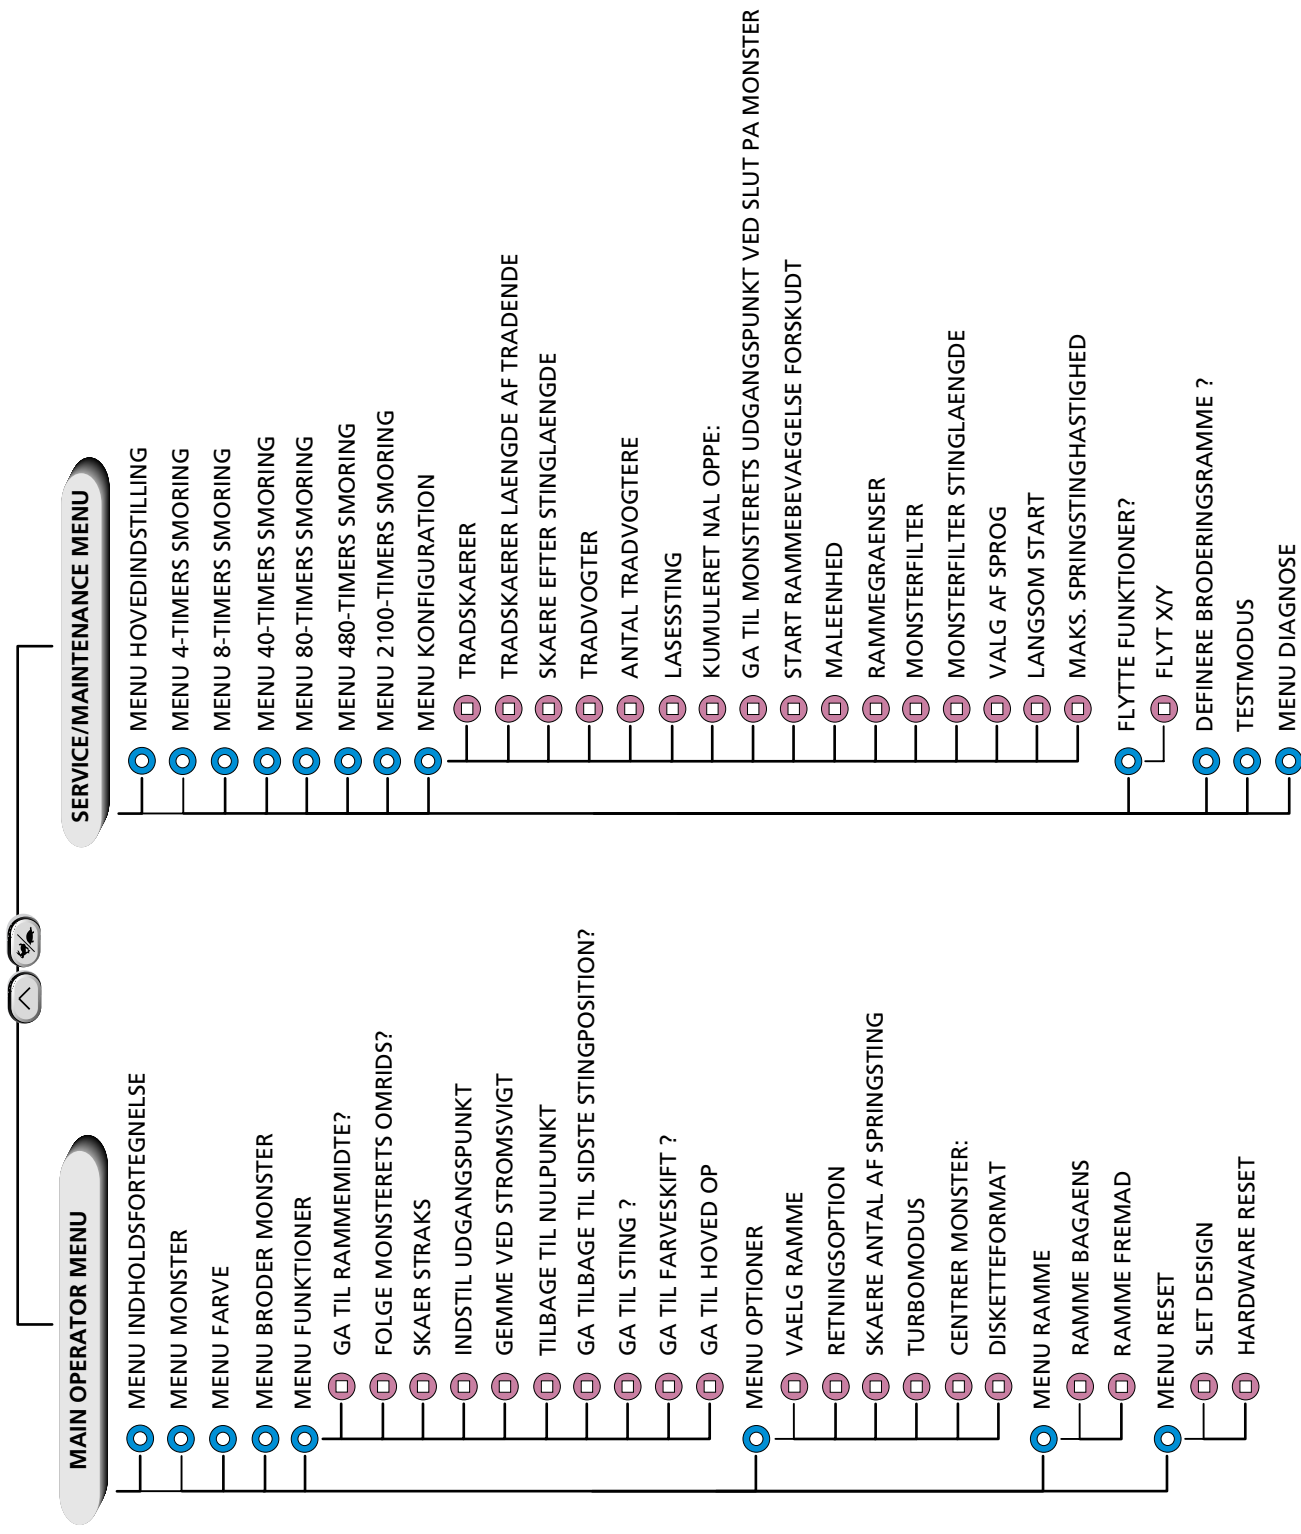 MAIN OPERATOR MENU
MENU INDHOLDSFORTEGNELSE
MENU MONSTER
MENU FARVE
MENU BRODER MONSTER
MENU FUNKTIONER
GA TIL RAMMEMIDTE?
FOLGE MONSTERETS OMRIDS?
SKAER STRAKS
INDSTIL UDGANGSPUNKT
GEMME VED STROMSVIGT
TILBAGE TIL NULPUNKT
GA TILBAGE TIL SIDSTE STINGPOSITION?
GA TIL STING ?
GA TIL FARVESKIFT ?
GA TIL HOVED OP
MENU OPTIONER
VAELG RAMME
RETNINGSOPTION
SKAERE ANTAL AF SPRINGSTING
TURBOMODUS
CENTRER MONSTER:
DISKETTEFORMAT
MENU RAMME
RAMME BAGAENS
RAMME FREMAD
MENU RESET
SLET DESIGN
HARDWARE RESET
SERVICE/MAINTENANCE MENU
MENU HOVEDINDSTILLING
MENU 4-TIMERS SMORING
MENU 8-TIMERS SMORING
MENU 40-TIMERS SMORING
MENU 80-TIMERS SMORING
MENU 480-TIMERS SMORING
MENU 2100-TIMERS SMORING
MENU KONFIGURATION
TRADSKAERER
TRADSKAERER LAENGDE AF TRADENDE
SKAERE EFTER STINGLAENGDE
TRADVOGTER
ANTAL TRADVOGTERE
LASESSTING
KUMULERET NAL OPPE:
GA TIL MONSTERETS UDGANGSPUNKT VED SLUT PA MONSTER
START RAMMEBEVAEGELSE FORSKUDT
MALEENHED
RAMMEGRAENSER
MONSTERFILTER
MONSTERFILTER STINGLAENGDE
VALG AF SPROG
LANGSOM START
MAKS. SPRINGSTINGHASTIGHED
FLYTTE FUNKTIONER?
FLYT X/Y
DEFINERE BRODERINGSRAMME ?
TESTMODUS
MENU DIAGNOSE